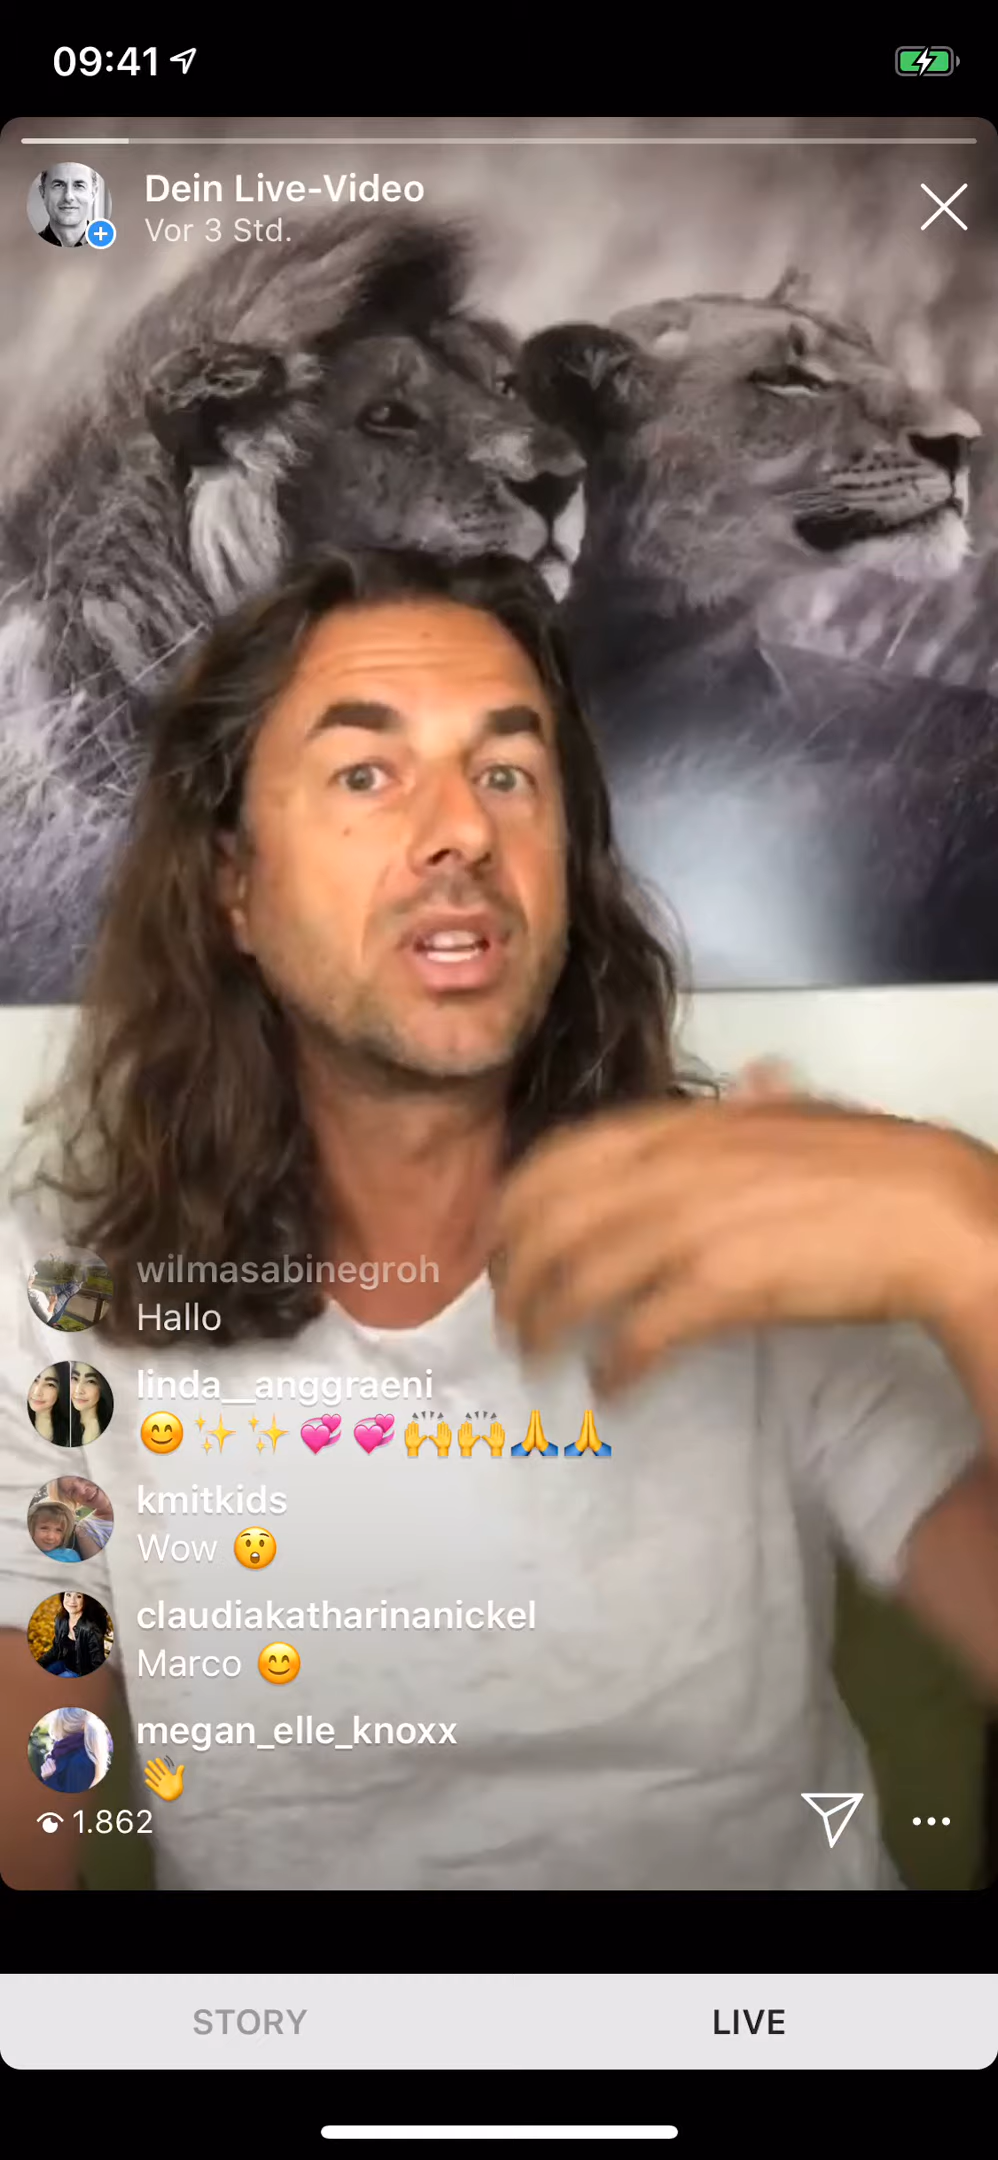 09:41
Dein Live-Video
Vor 3 Std.
wilmasabinegroh
Hallo
linda__anggraeni
😊✨✨💞💞🙌🙌🙏🙏
kmitkids
Wow 😲
claudiakatharinanickel
Marco 😊
megan_elle_knoxx
👋
1.862
STORY
LIVE